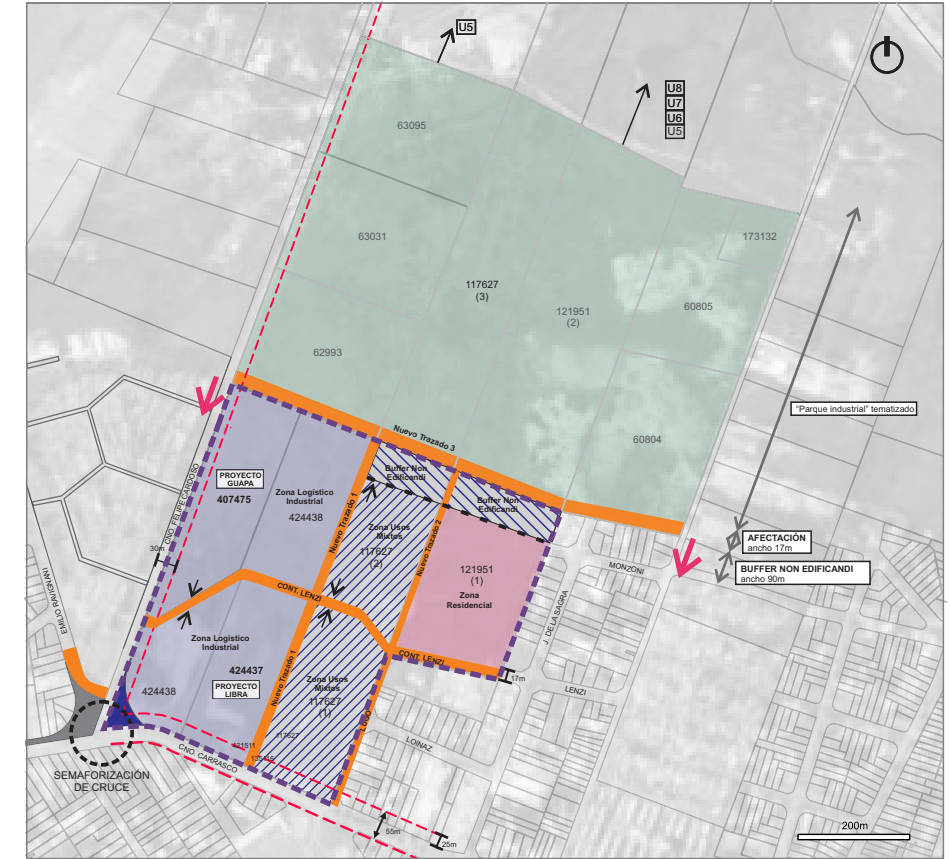 U5
U8
U7
U6
U5
63095
63031
173132
117627
(3)
60805
121951
(2)
62993
"Parque industrial" tematizado
60804
Nuevo Trazado 3
Buffer Non
Edificandi
Buffer Non
Edificandi
CNO. FELIPE CARDOSO
PROYECTO
GUAPA
407475
Zona Logístico
Industrial
424438
Nuevo Trazado 1
Zona Usos
Mixtos
117627
(2)
Nuevo Trazado 2
AFECTACIÓN
ancho 17m
BUFFER NON EDIFICANDI
ancho 90m
30m
EMILIO RAVIGNANI
121951
(1)
Zona
Residencial
MONZONI
J. DE LA SAGRA
CONT. LENZI
Zona Logístico
Industrial
424437
PROYECTO
LIBRA
424438
Nuevo Trazado 1
CONT. LENZI
17m
Zona Usos
Mixtos
117627
(1)
LUGO
LENZI
LOINAZ
117627
421511
CNO. CARRASCO
SEMAFORIZACIÓN
DE CRUCE
55m
25m
200m